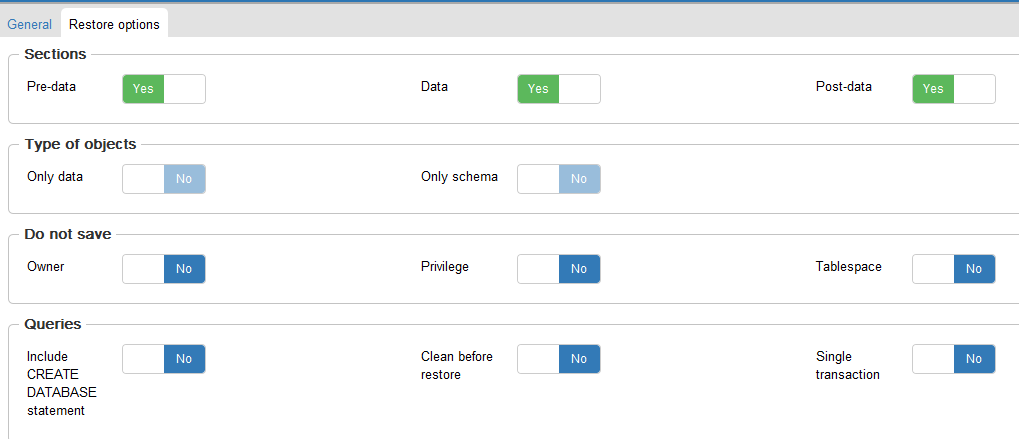 General Restore options
Sections
Pre-data Yes Data Yes Post-data Yes
Type of objects
Only data No Only schema No
Do not save
Owner No Privilege No Tablespace No
Queries
Include No Clean before No Single No
CREATE restore transaction
DATABASE
statement